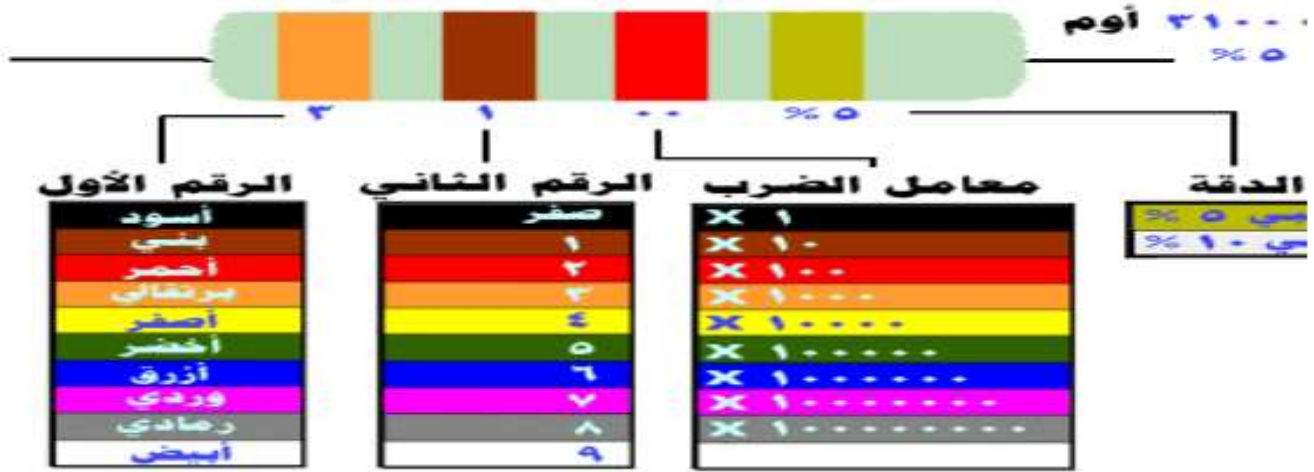 ٣١٠٠٠ أوم
% ٥
٣ ١ ٠٠ % ٥
الرقم الأول الرقم الثاني معامل الضرب الدقة
أسود صفر X ١ % ٥
بني ١ X ١٠ % ١٠
أحمر ٢ X ١٠٠
برتقالي ٣ X ١٠٠٠
أصفر ٤ X ١٠٠٠٠
أخضر ٥ X ١٠٠٠٠٠
أزرق ٦ X ١٠٠٠٠٠٠
وردي ٧ X ١٠٠٠٠٠٠٠
رمادي ٨ X ١٠٠٠٠٠٠٠٠
أبيض ٩